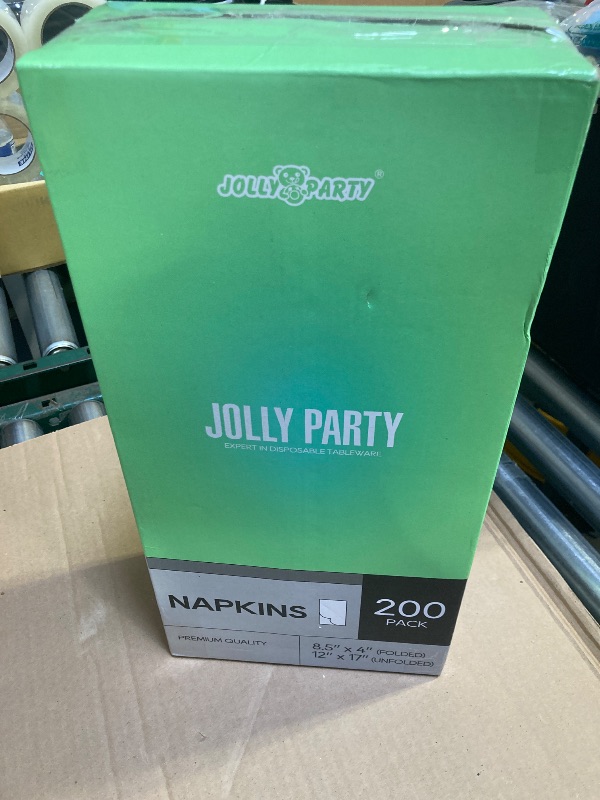 JOLLY PARTY®
JOLLY PARTY
EXPERT IN DISPOSABLE TABLEWARE
NAPKINS
200
PACK
PREMIUM QUALITY
8.5" x 4" (FOLDED)
12" x 17" (UNFOLDED)